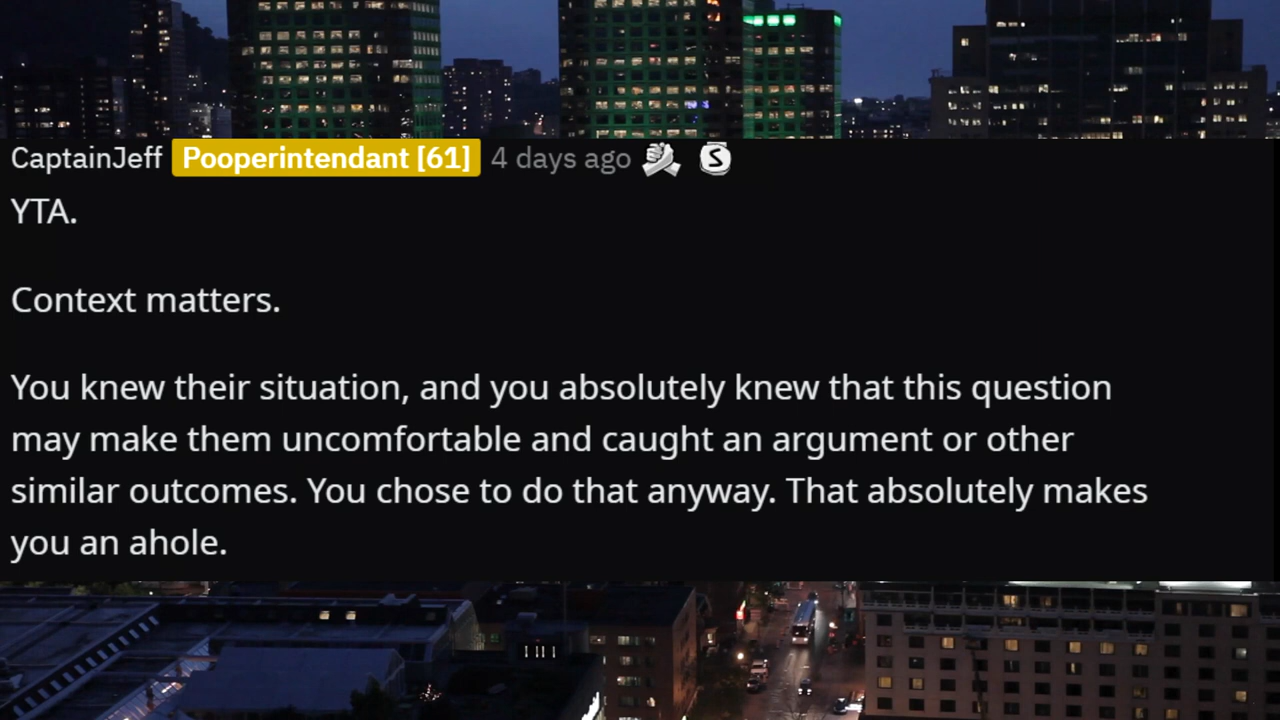 CaptainJeff Pooperintendant [61] 4 days ago S
YTA.
Context matters.
You knew their situation, and you absolutely knew that this question
may make them uncomfortable and caught an argument or other
similar outcomes. You chose to do that anyway. That absolutely makes
you an ahole.